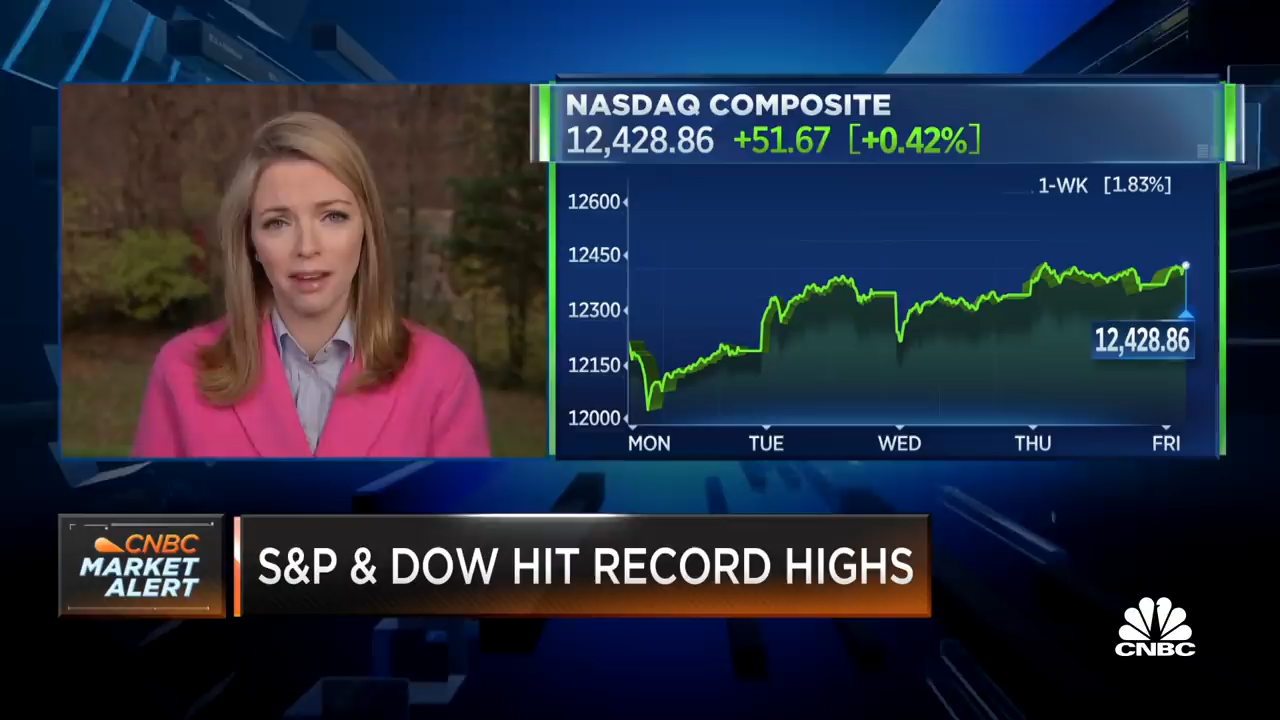 NASDAQ COMPOSITE
12,428.86 +51.67 [+0.42%]
1-WK [1.83%]
12600
12450
12300
12150
12000
12,428.86
MON TUE WED THU FRI
CNBC
MARKET
ALERT
S&P & DOW HIT RECORD HIGHS
CNBC